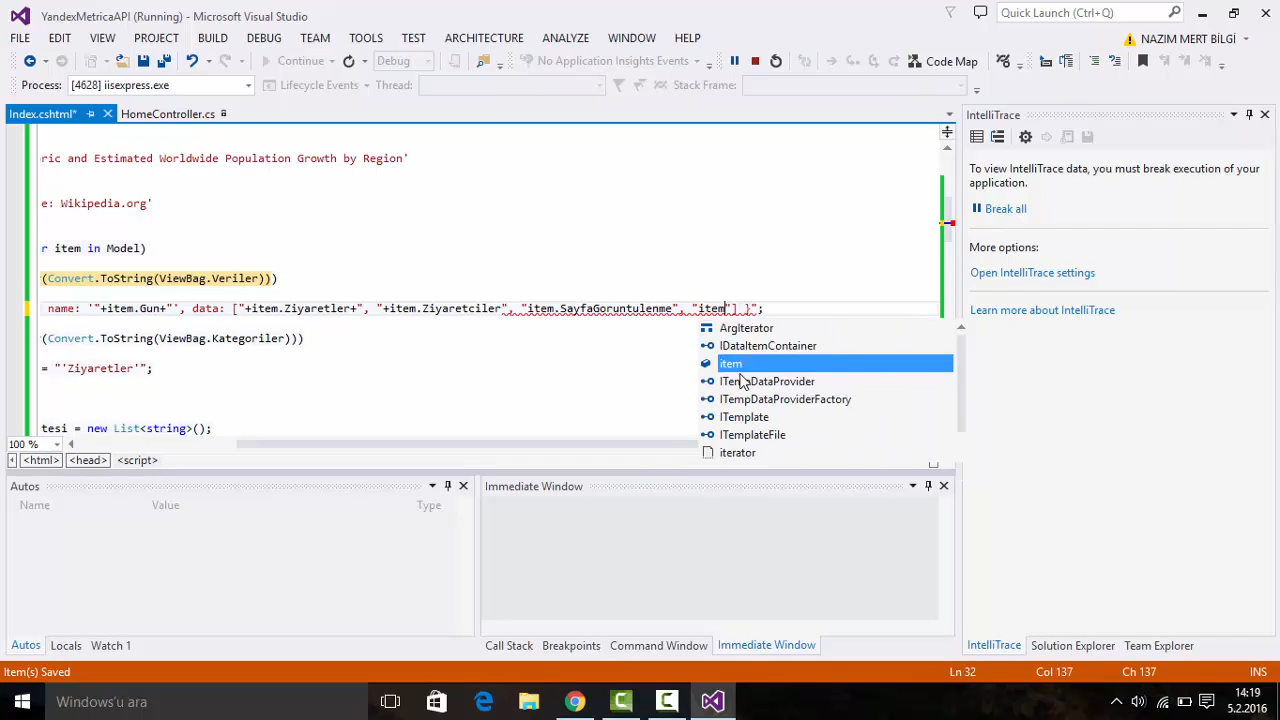 YandexMetricaAPI (Running) - Microsoft Visual Studio
Quick Launch (Ctrl+Q)
FILE EDIT VIEW PROJECT BUILD DEBUG TEAM TOOLS TEST ARCHITECTURE ANALYZE WINDOW HELP
NAZIM MERT BİLGİ
Continue Debug No Application Insights Events Code Map
Process: [4628] iisexpress.exe Lifecycle Events Thread: Stack Frame:
Index.cshtml* HomeController.cs
IntelliTrace
ric and Estimated Worldwide Population Growth by Region'
e: Wikipedia.org'
r item in Model)
(Convert.ToString(ViewBag.Veriler)))
name: '"+item.Gun+"', data: ["+item.Ziyaretler+", "+item.Ziyaretciler", "item.SayfaGoruntulenme", "item"] }";
(Convert.ToString(ViewBag.Kategoriler)))
= "'Ziyaretler'";
tesi = new List<string>();
ArgIterator
IDataItemContainer
item
ITempDataProvider
ITempDataProviderFactory
ITemplate
ITemplateFile
iterator
To view IntelliTrace data, you must break execution of your
application.
Break all
More options:
Open IntelliTrace settings
Learn more about IntelliTrace
100 %
<html> <head> <script>
Autos
Name Value Type
Immediate Window
Autos Locals Watch 1
Call Stack Breakpoints Command Window Immediate Window
IntelliTrace Solution Explorer Team Explorer
Item(s) Saved Ln 32 Col 137 Ch 137 INS
Windows'u ara
14:19
5.2.2016